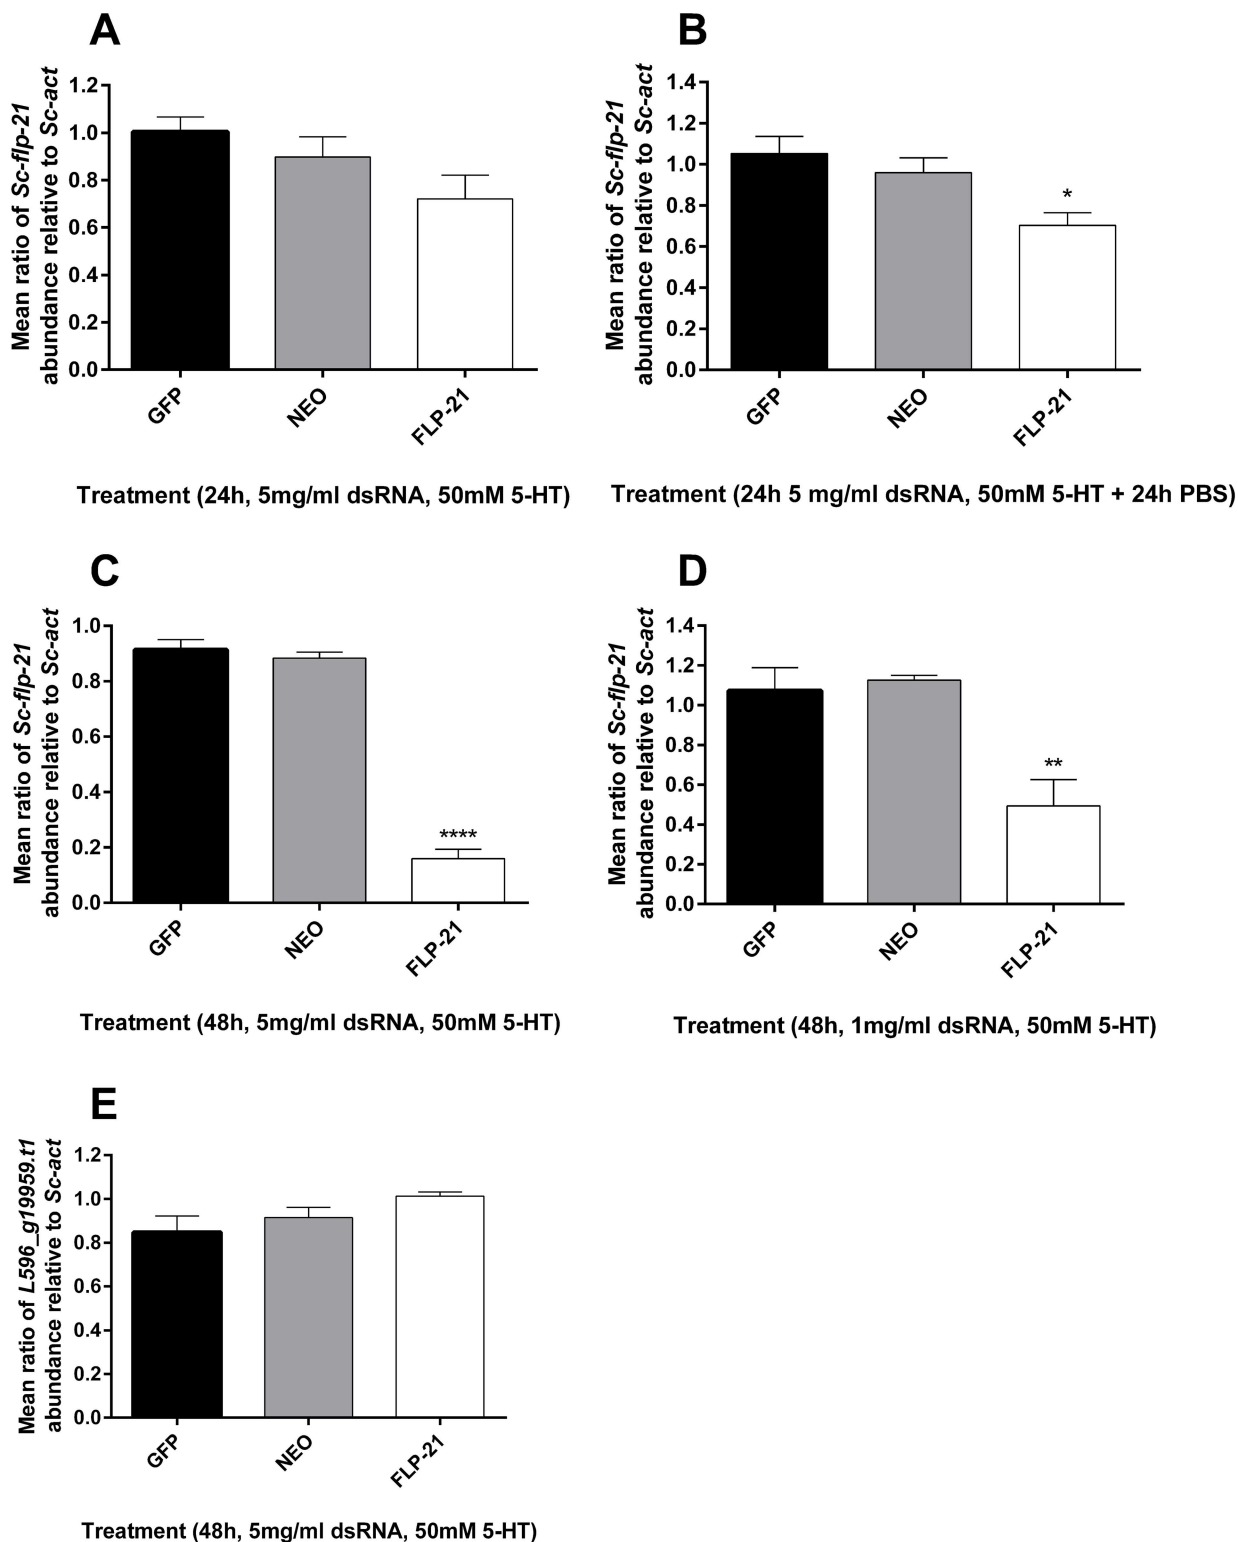 A
Mean ratio of Sc-flp-21
abundance relative to Sc-act
1.2
1.0
0.8
0.6
0.4
0.2
0.0
GFP
NEO
FLP-21
Treatment (24h, 5mg/ml dsRNA, 50mM 5-HT)
B
Mean ratio of Sc-flp-21
abundance relative to Sc-act
1.4
1.2
1.0
0.8
0.6
0.4
0.2
0.0
*
GFP
NEO
FLP-21
Treatment (24h 5 mg/ml dsRNA, 50mM 5-HT + 24h PBS)
C
Mean ratio of Sc-flp-21
abundance relative to Sc-act
1.0
0.8
0.6
0.4
0.2
0.0
****
GFP
NEO
FLP-21
Treatment (48h, 5mg/ml dsRNA, 50mM 5-HT)
D
Mean ratio of Sc-flp-21
abundance relative to Sc-act
1.4
1.2
1.0
0.8
0.6
0.4
0.2
0.0
**
GFP
NEO
FLP-21
Treatment (48h, 1mg/ml dsRNA, 50mM 5-HT)
E
Mean ratio of L596_g19959.t1
abundance relative to Sc-act
1.2
1.0
0.8
0.6
0.4
0.2
0.0
GFP
NEO
FLP-21
Treatment (48h, 5mg/ml dsRNA, 50mM 5-HT)